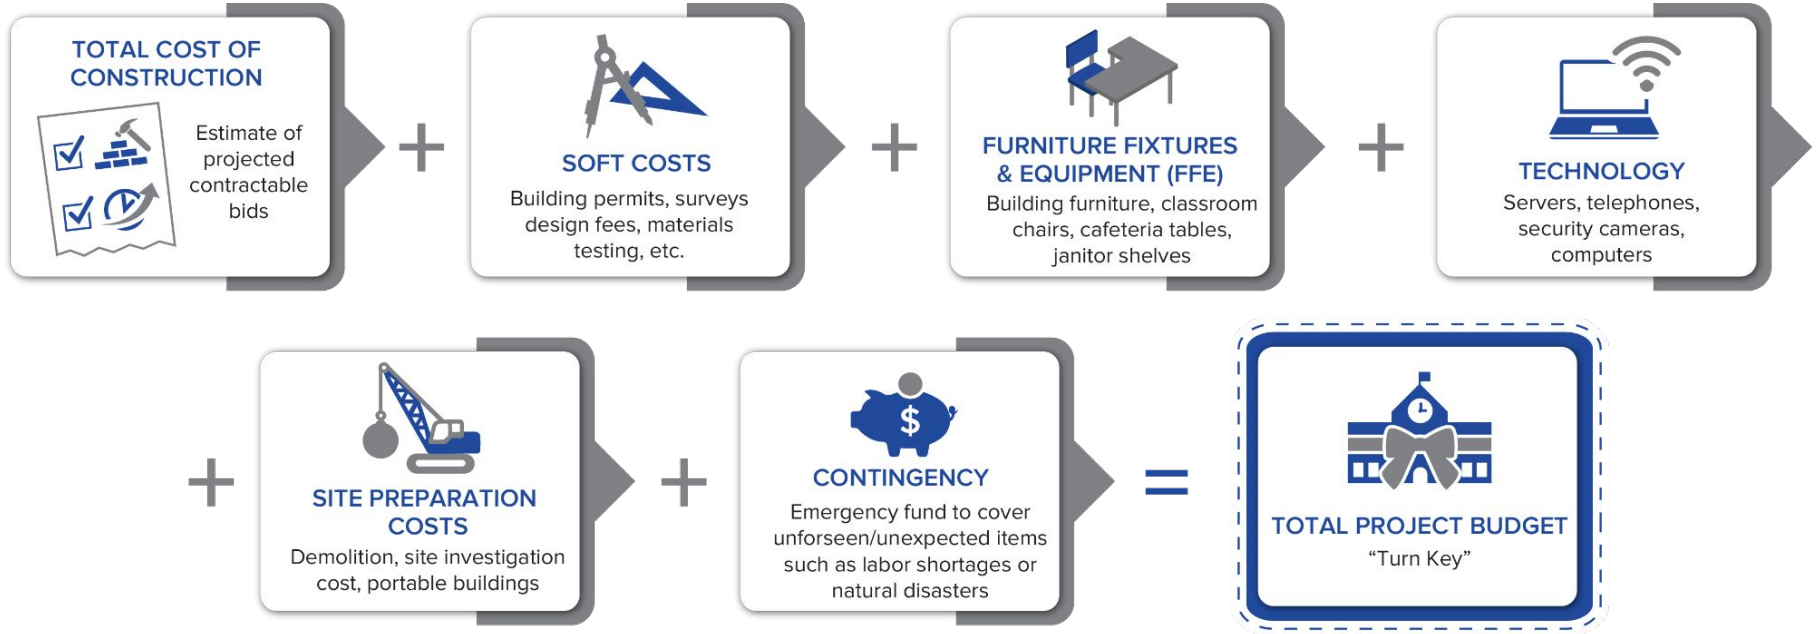 TOTAL COST OF
CONSTRUCTION
Estimate of
projected
contractable
bids
+
SOFT COSTS
Building permits, surveys
design fees, materials
testing, etc.
+
FURNITURE FIXTURES
& EQUIPMENT (FFE)
Building furniture, classroom
chairs, cafeteria tables,
janitor shelves
+
TECHNOLOGY
Servers, telephones,
security cameras,
computers
+
SITE PREPARATION
COSTS
Demolition, site investigation
cost, portable buildings
+
$
CONTINGENCY
Emergency fund to cover
unforseen/unexpected items
such as labor shortages or
natural disasters
=
TOTAL PROJECT BUDGET
“Turn Key”